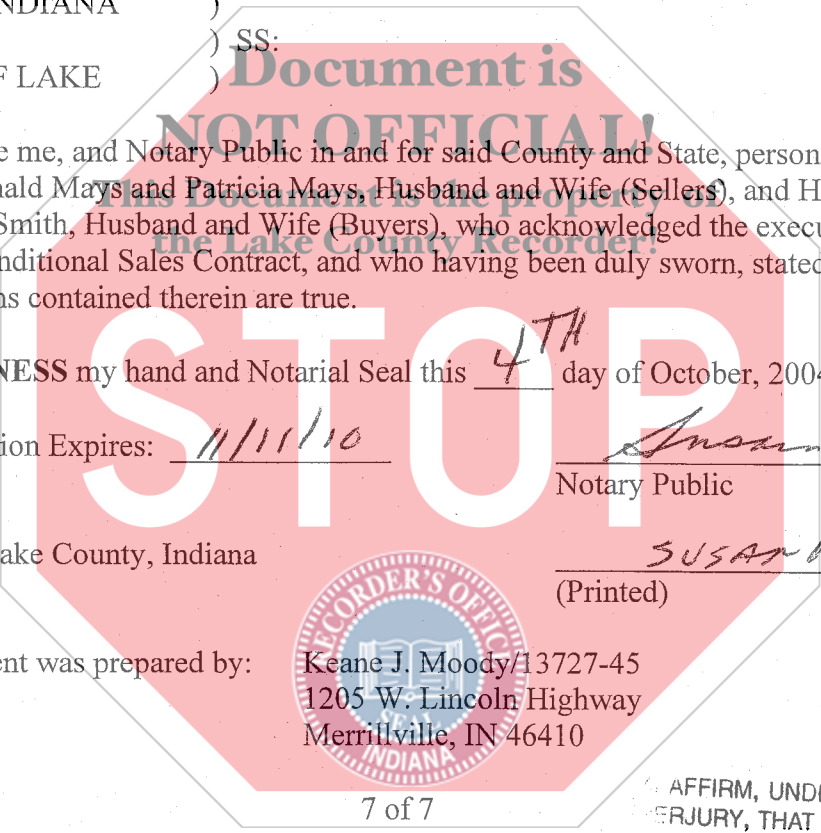 INDIANA )
) SS:
F LAKE )
Document is
NOT OFFICIAL!
This Document is the property of
the Lake County Recorder!
e me, and Notary Public in and for said County and State, person
nald Mays and Patricia Mays, Husband and Wife (Sellers), and H
Smith, Husband and Wife (Buyers), who acknowledged the execu
nditional Sales Contract, and who having been duly sworn, stated
ns contained therein are true.
STOP
NESS my hand and Notarial Seal this 4TH day of October, 2004
ion Expires: 11/11/10
Notary Public
ake County, Indiana
SUSAN
(Printed)
RECORDER'S OFFICE
SEAL
INDIANA
ent was prepared by: Keane J. Moody/13727-45
1205 W. Lincoln Highway
Merrillville, IN 46410
7 of 7
AFFIRM, UND
ERJURY, THAT